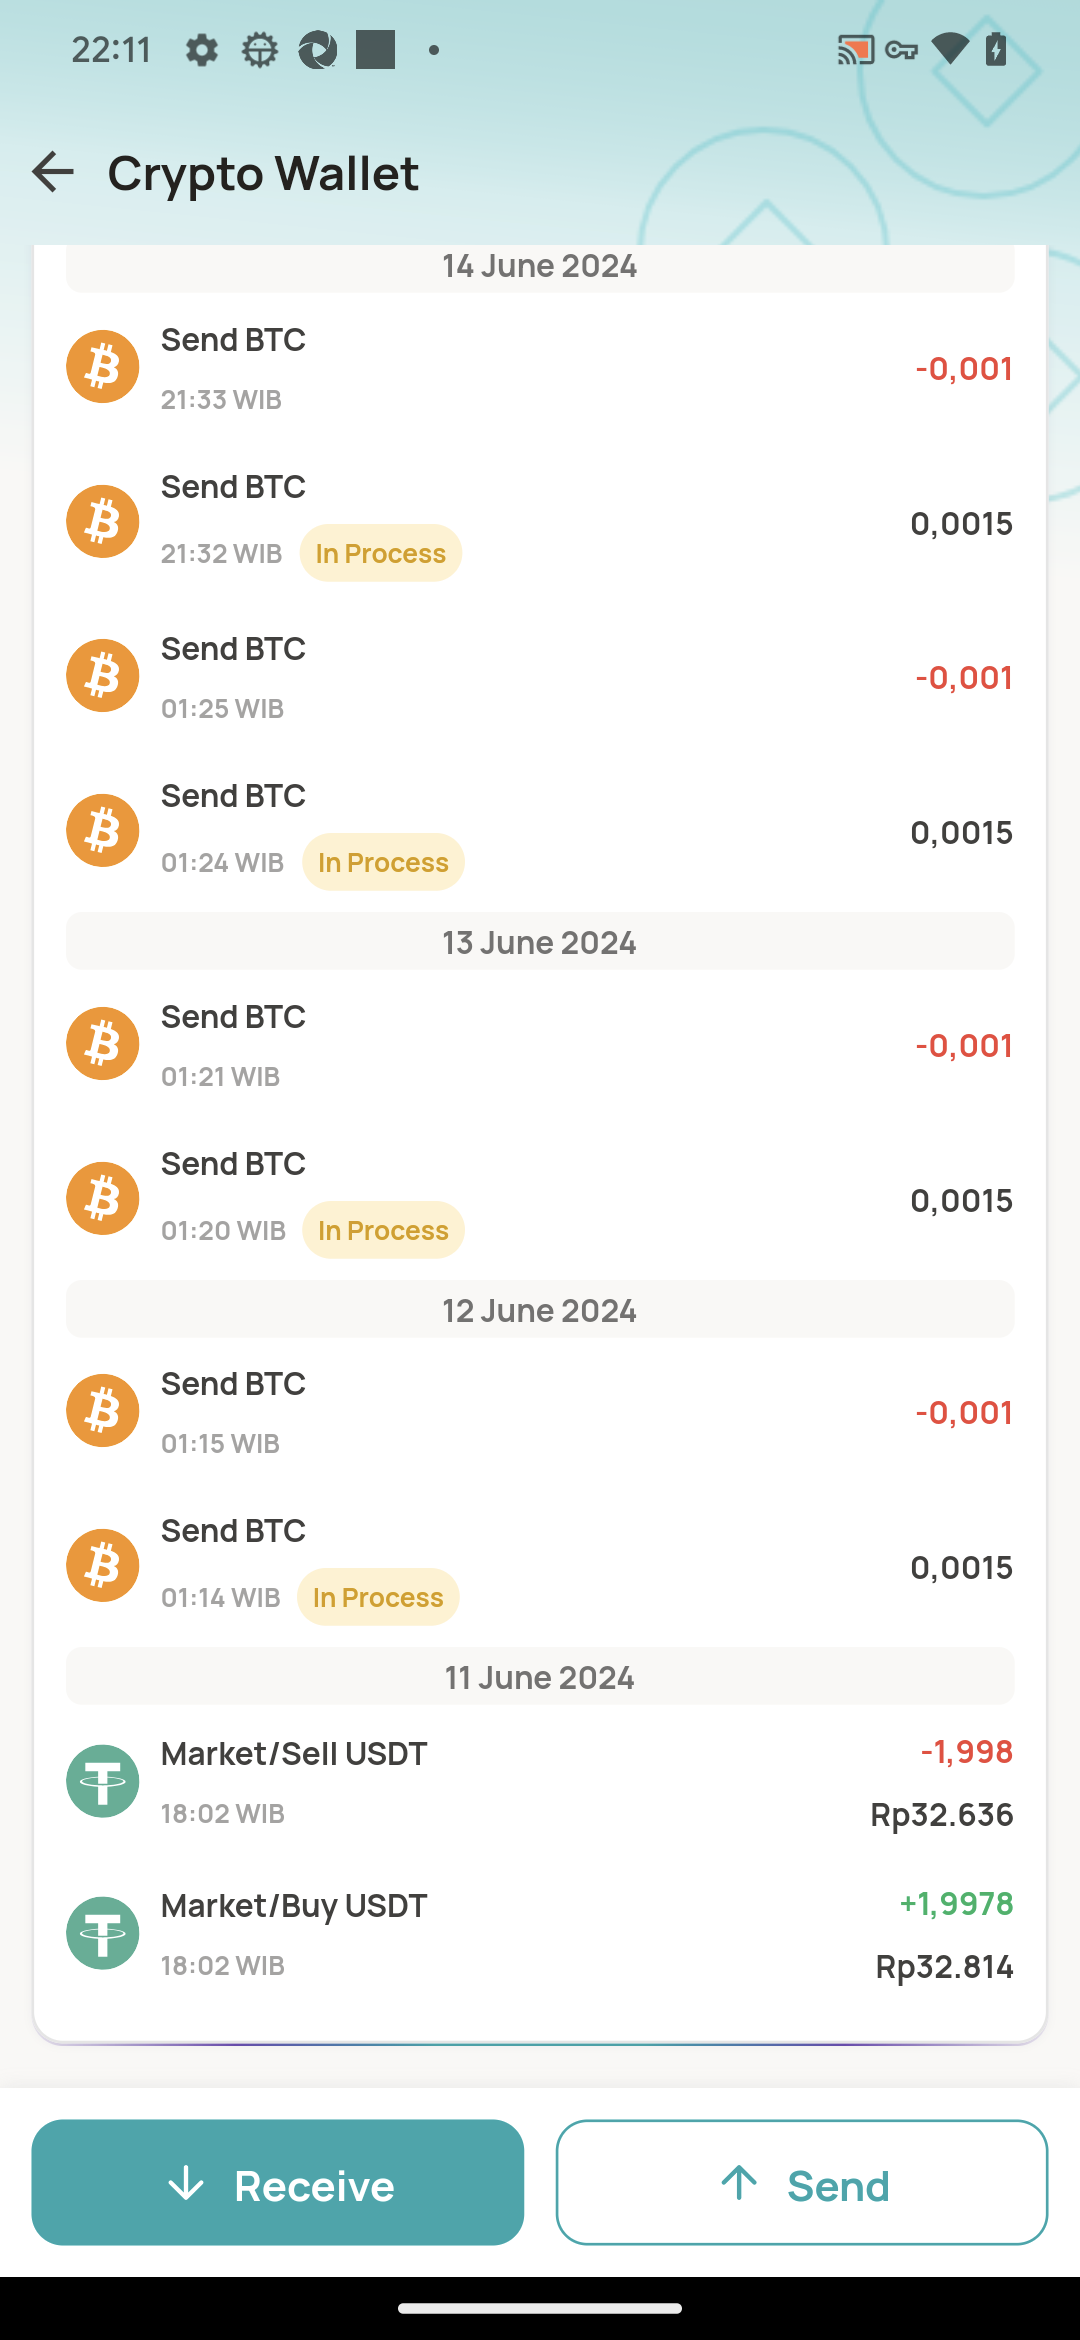 22:11
Crypto Wallet
14 June 2024
Send BTC
-0,001
21:33 WIB
Send BTC
0,0015
21:32 WIB In Process
Send BTC
-0,001
01:25 WIB
Send BTC
0,0015
01:24 WIB In Process
13 June 2024
Send BTC
-0,001
01:21 WIB
Send BTC
0,0015
01:20 WIB In Process
12 June 2024
Send BTC
-0,001
01:15 WIB
Send BTC
0,0015
01:14 WIB In Process
11 June 2024
Market/Sell USDT -1,998
18:02 WIB Rp32.636
Market/Buy USDT +1,9978
18:02 WIB Rp32.814
Receive Send